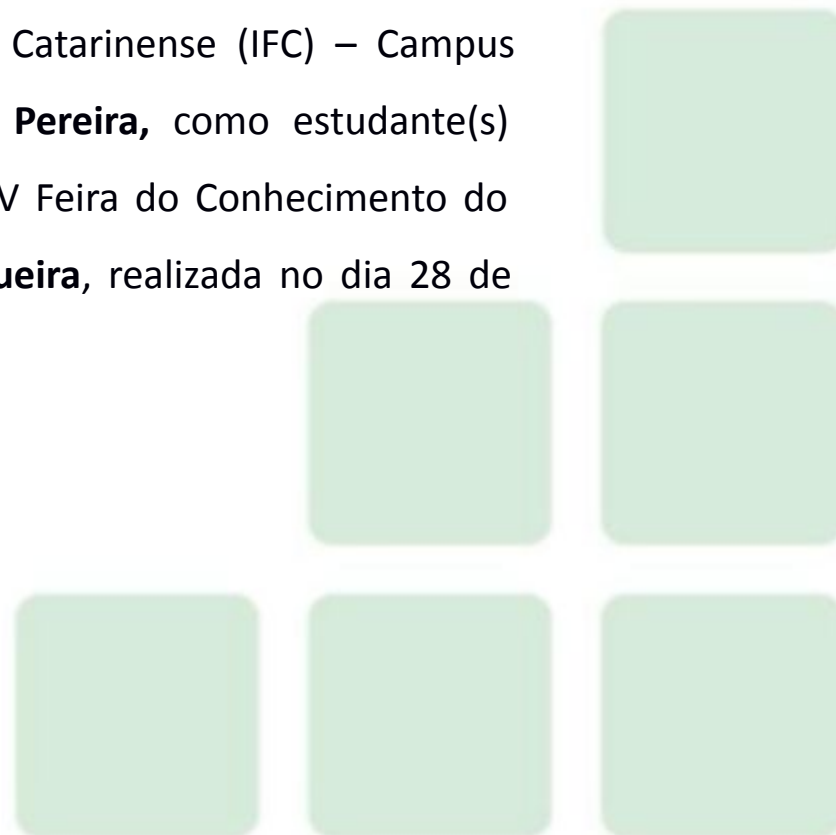 Catarinense (IFC) – Campus
Pereira, como estudante(s)
V Feira do Conhecimento do
ueira, realizada no dia 28 de